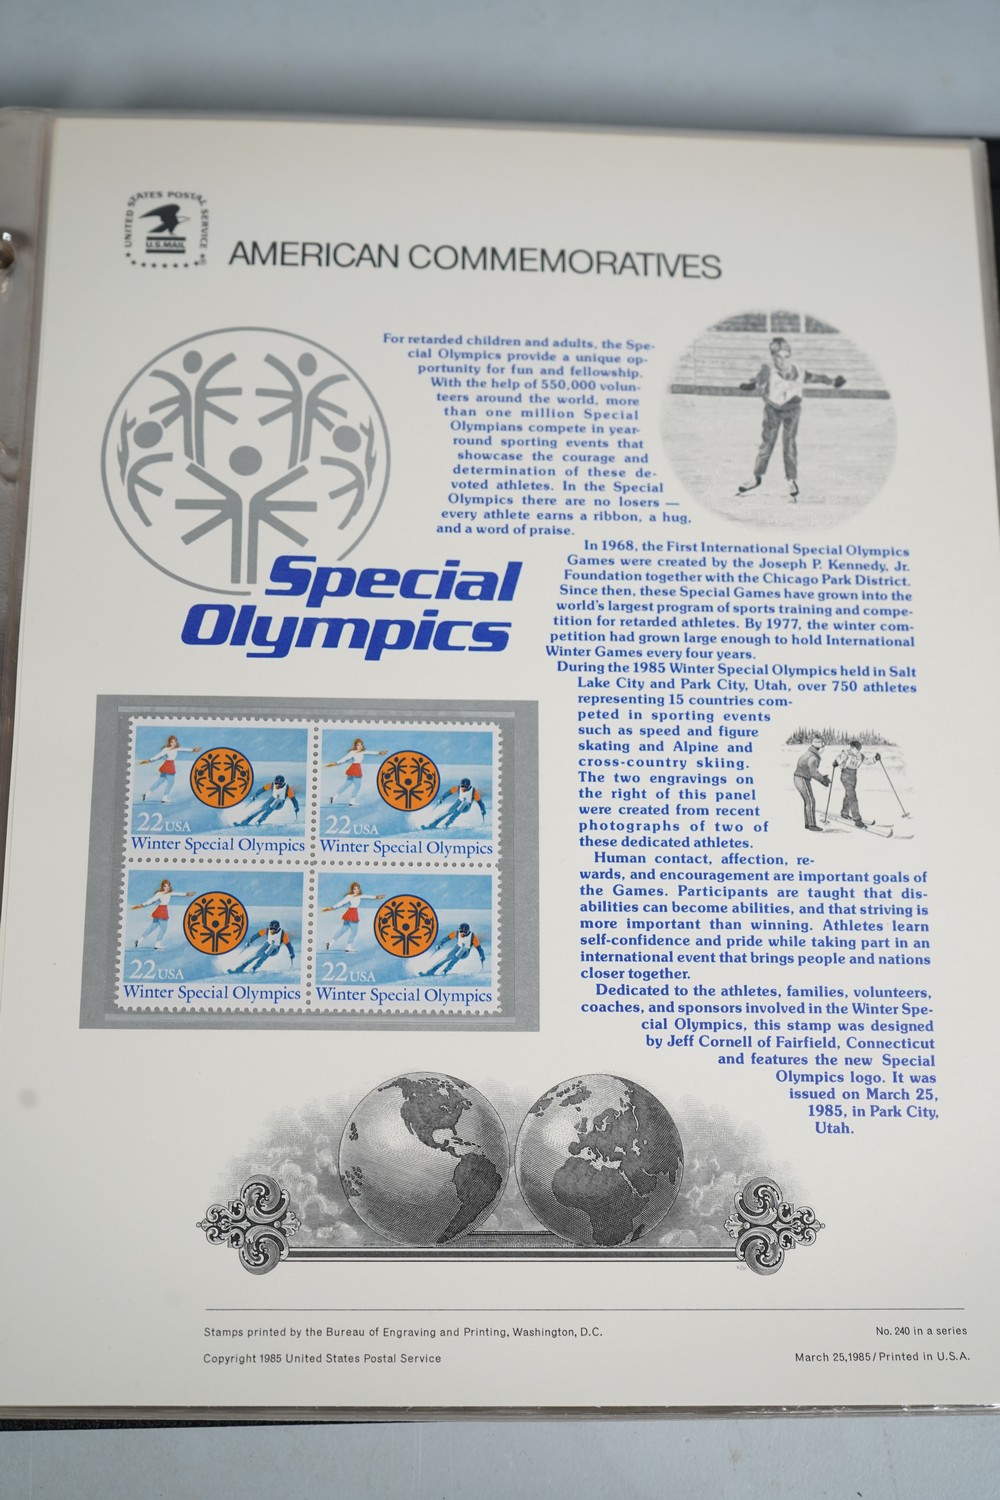 UNITED STATES POSTAL SERVICE
U.S.MAIL
AMERICAN COMMEMORATIVES
For retarded children and adults, the Spe-
cial Olympics provide a unique op-
portunity for fun and fellowship.
With the help of 550,000 volun-
teers around the world, more
than one million Special
Olympians compete in year-
round sporting events that
showcase the courage and
determination of these de-
voted athletes. In the Special
Olympics there are no losers —
every athlete earns a ribbon, a hug,
and a word of praise.
In 1968, the First International Special Olympics
Games were created by the Joseph P. Kennedy, Jr.
Foundation together with the Chicago Park District.
Since then, these Special Games have grown into the
world's largest program of sports training and compe-
tition for retarded athletes. By 1977, the winter com-
petition had grown large enough to hold International
Winter Games every four years.
During the 1985 Winter Special Olympics held in Salt
Lake City and Park City, Utah, over 750 athletes
representing 15 countries com-
peted in sporting events
such as speed and figure
skating and Alpine and
cross-country skiing.
The two engravings on
the right of this panel
were created from recent
photographs of two of
these dedicated athletes.
Human contact, affection, re-
wards, and encouragement are important goals of
the Games. Participants are taught that dis-
abilities can become abilities, and that striving is
more important than winning. Athletes learn
self-confidence and pride while taking part in an
international event that brings people and nations
closer together.
Dedicated to the athletes, families, volunteers,
coaches, and sponsors involved in the Winter Spe-
cial Olympics, this stamp was designed
by Jeff Cornell of Fairfield, Connecticut
and features the new Special
Olympics logo. It was
issued on March 25,
1985, in Park City,
Utah.
Special
Olympics
22 USA
Winter Special Olympics
22 USA
Winter Special Olympics
22 USA
Winter Special Olympics
22 USA
Winter Special Olympics
Stamps printed by the Bureau of Engraving and Printing, Washington, D.C.
No. 240 in a series
Copyright 1985 United States Postal Service
March 25, 1985/Printed in U.S.A.